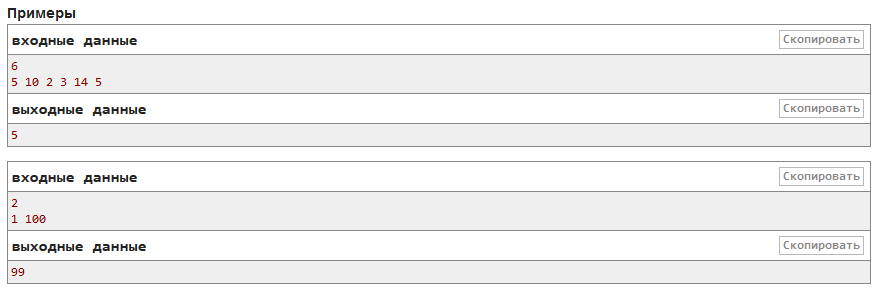 Примеры
входные данные
Скопировать
6
5 10 2 3 14 5
выходные данные
Скопировать
5
входные данные
Скопировать
2
1 100
выходные данные
Скопировать
99